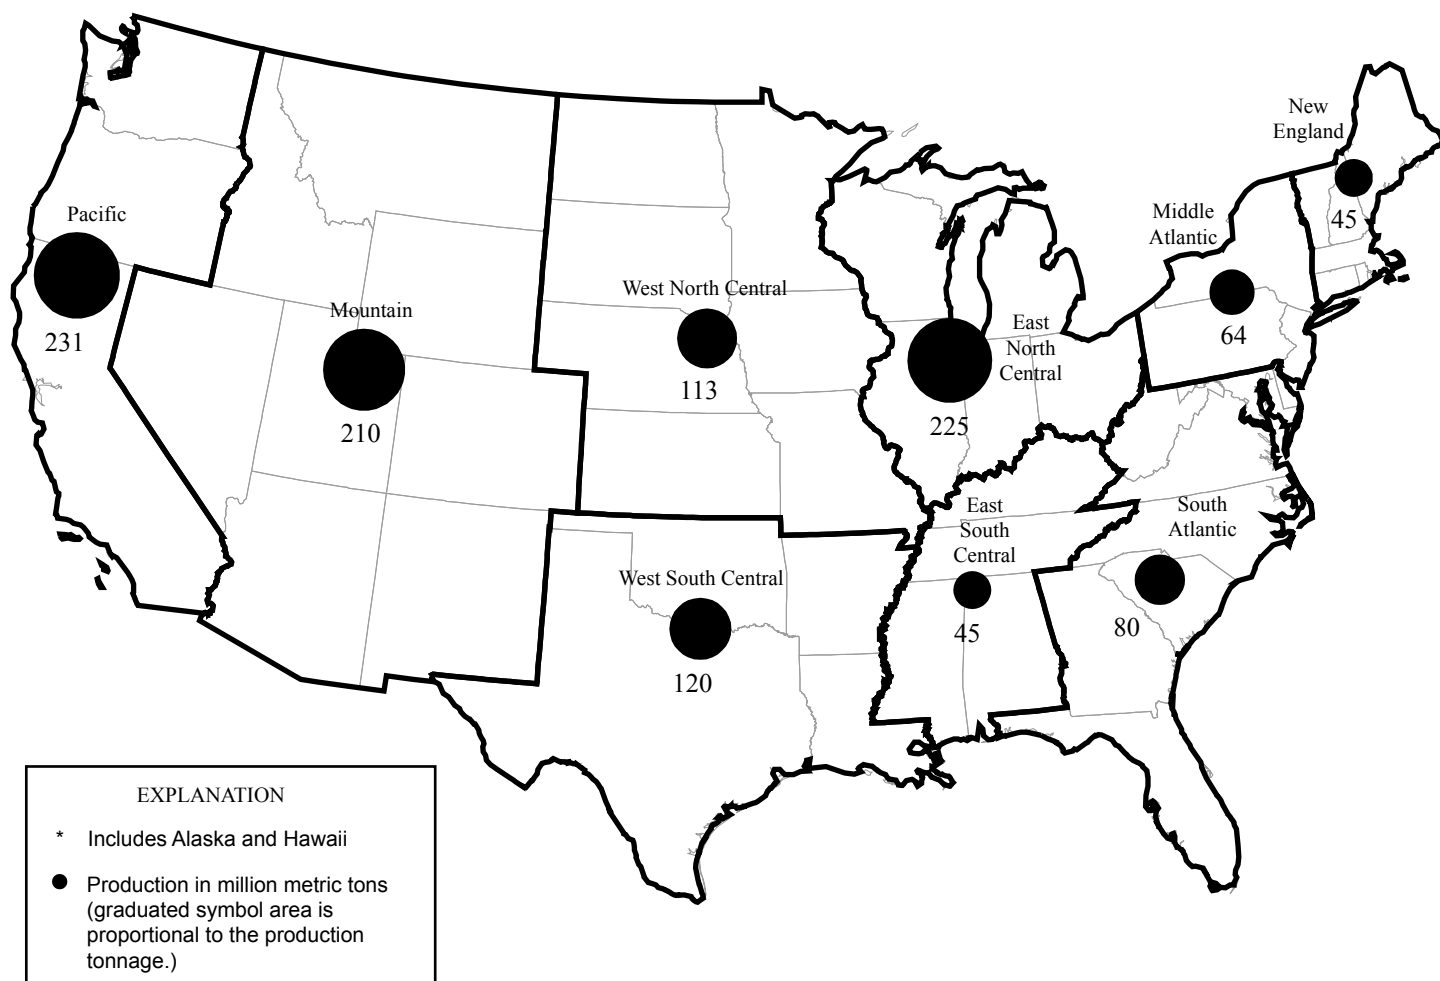 New
England
45
Middle
Atlantic
64
Pacific
231
Mountain
210
West North Central
113
East
North
Central
225
East
South
Central
45
South
Atlantic
80
West South Central
120
EXPLANATION
* Includes Alaska and Hawaii
Production in million metric tons
(graduated symbol area is
proportional to the production
tonnage.)